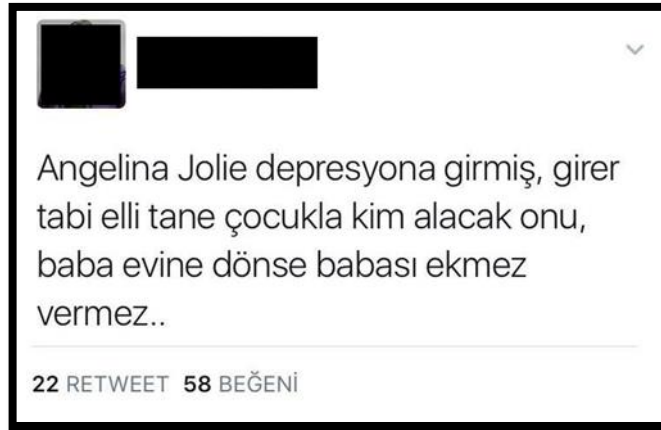 Angelina Jolie depresyona girmiş, girer
tabi elli tane çocukla kim alacak onu,
baba evine dönse babası ekmez
vermez..
22 RETWEET 58 BEĞENİ